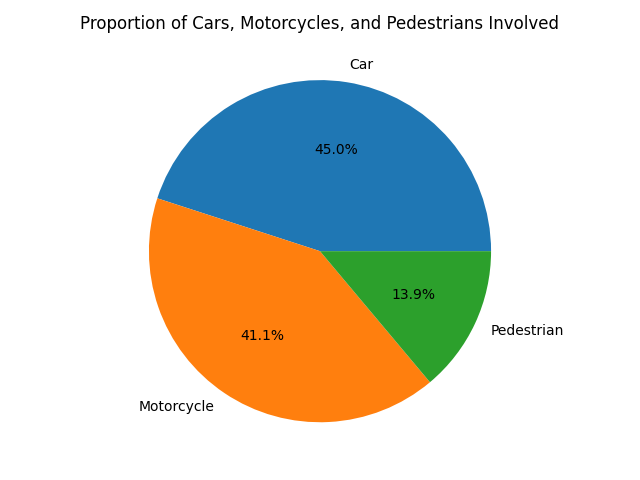 Proportion of Cars, Motorcycles, and Pedestrians Involved
Car
45.0%
13.9%
Pedestrian
41.1%
Motorcycle